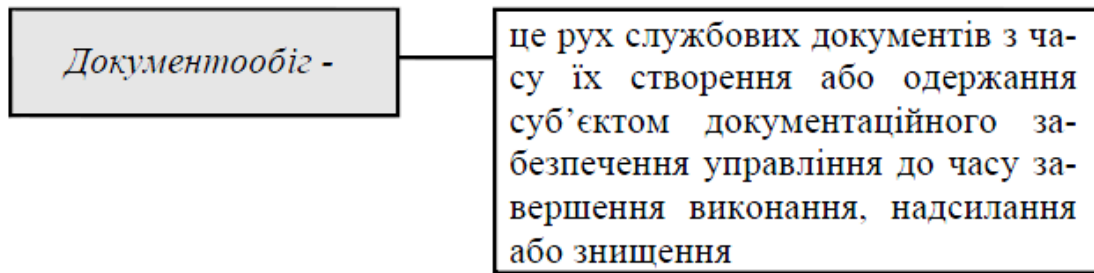 Документообіг -
це рух службових документів з ча-
су їх створення або одержання
суб’єктом документаційного за-
безпечення управління до часу за-
вершення виконання, надсилання
або знищення